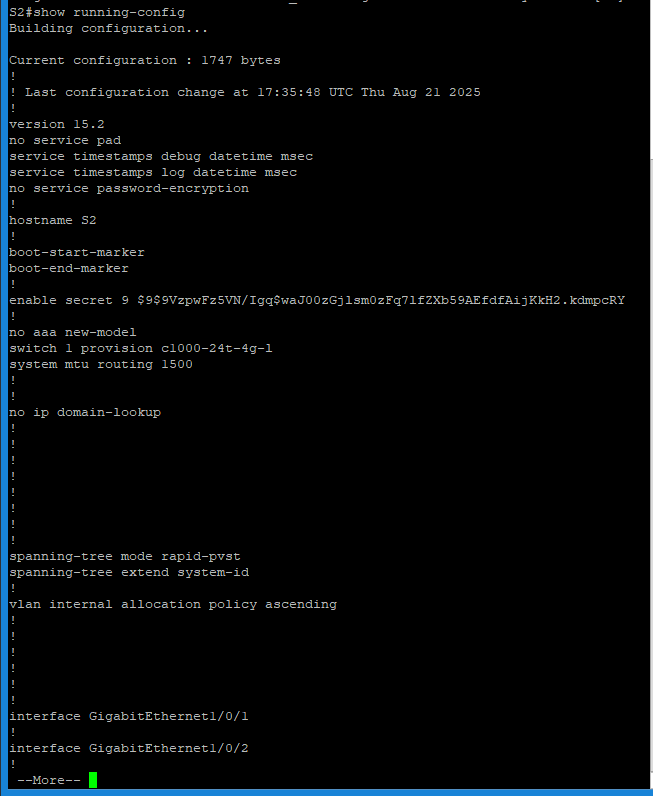 S2#show running-config
Building configuration...
Current configuration : 1747 bytes
!
! Last configuration change at 17:35:48 UTC Thu Aug 21 2025
!
version 15.2
no service pad
service timestamps debug datetime msec
service timestamps log datetime msec
no service password-encryption
!
hostname S2
!
boot-start-marker
boot-end-marker
!
enable secret 9 $9$9VzpwFz5VN/Igq$waJ00zGjlsm0zFq7lfZXb59AEfdfAijKkH2.kdmpcRY
!
no aaa new-model
switch 1 provision c1000-24t-4g-l
system mtu routing 1500
!
!
no ip domain-lookup
!
!
!
!
!
!
!
!
spanning-tree mode rapid-pvst
spanning-tree extend system-id
!
vlan internal allocation policy ascending
!
!
!
!
!
!
interface GigabitEthernet1/0/1
!
interface GigabitEthernet1/0/2
!
--More--